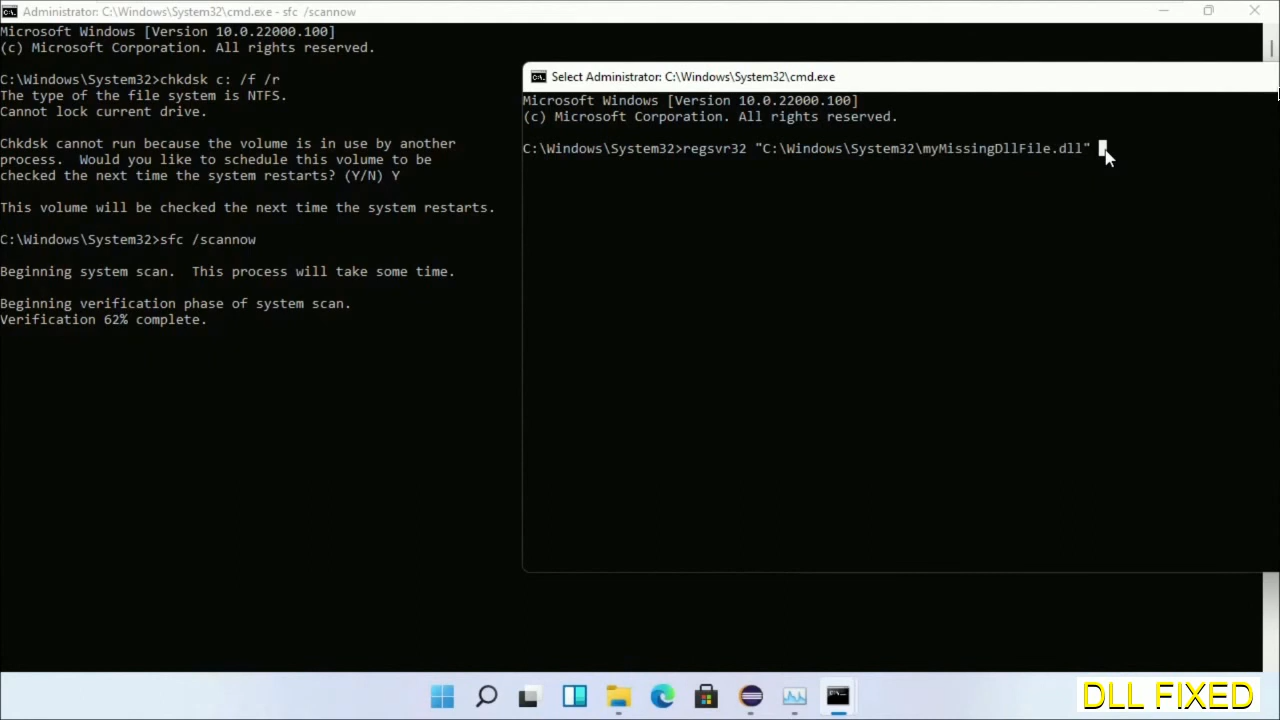 Administrator: C:\Windows\System32\cmd.exe - sfc /scannow
Microsoft Windows [Version 10.0.22000.100]
(c) Microsoft Corporation. All rights reserved.
C:\Windows\System32>chkdsk c: /f /r
The type of the file system is NTFS.
Cannot lock current drive.
Chkdsk cannot run because the volume is in use by another
process.  Would you like to schedule this volume to be
checked the next time the system restarts? (Y/N) Y
This volume will be checked the next time the system restarts.
C:\Windows\System32>sfc /scannow
Beginning system scan.  This process will take some time.
Beginning verification phase of system scan.
Verification 62% complete.
Select Administrator: C:\Windows\System32\cmd.exe
Microsoft Windows [Version 10.0.22000.100]
(c) Microsoft Corporation. All rights reserved.
C:\Windows\System32>regsvr32 "C:\Windows\System32\myMissingDllFile.dll"
DLL FIXED